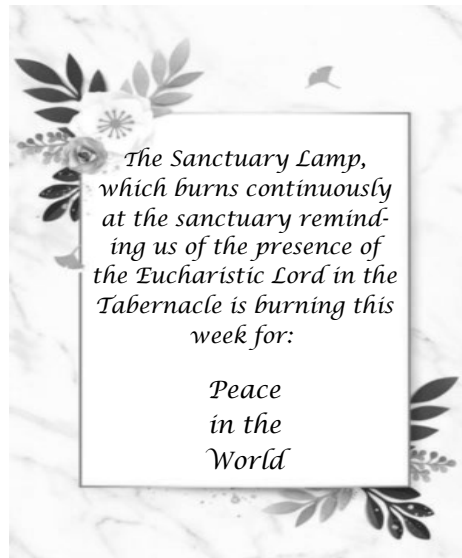 The Sanctuary Lamp,
which burns continuously
at the sanctuary remind-
ing us of the presence of
the Eucharistic Lord in the
Tabernacle is burning this
week for:
Peace
in the
World